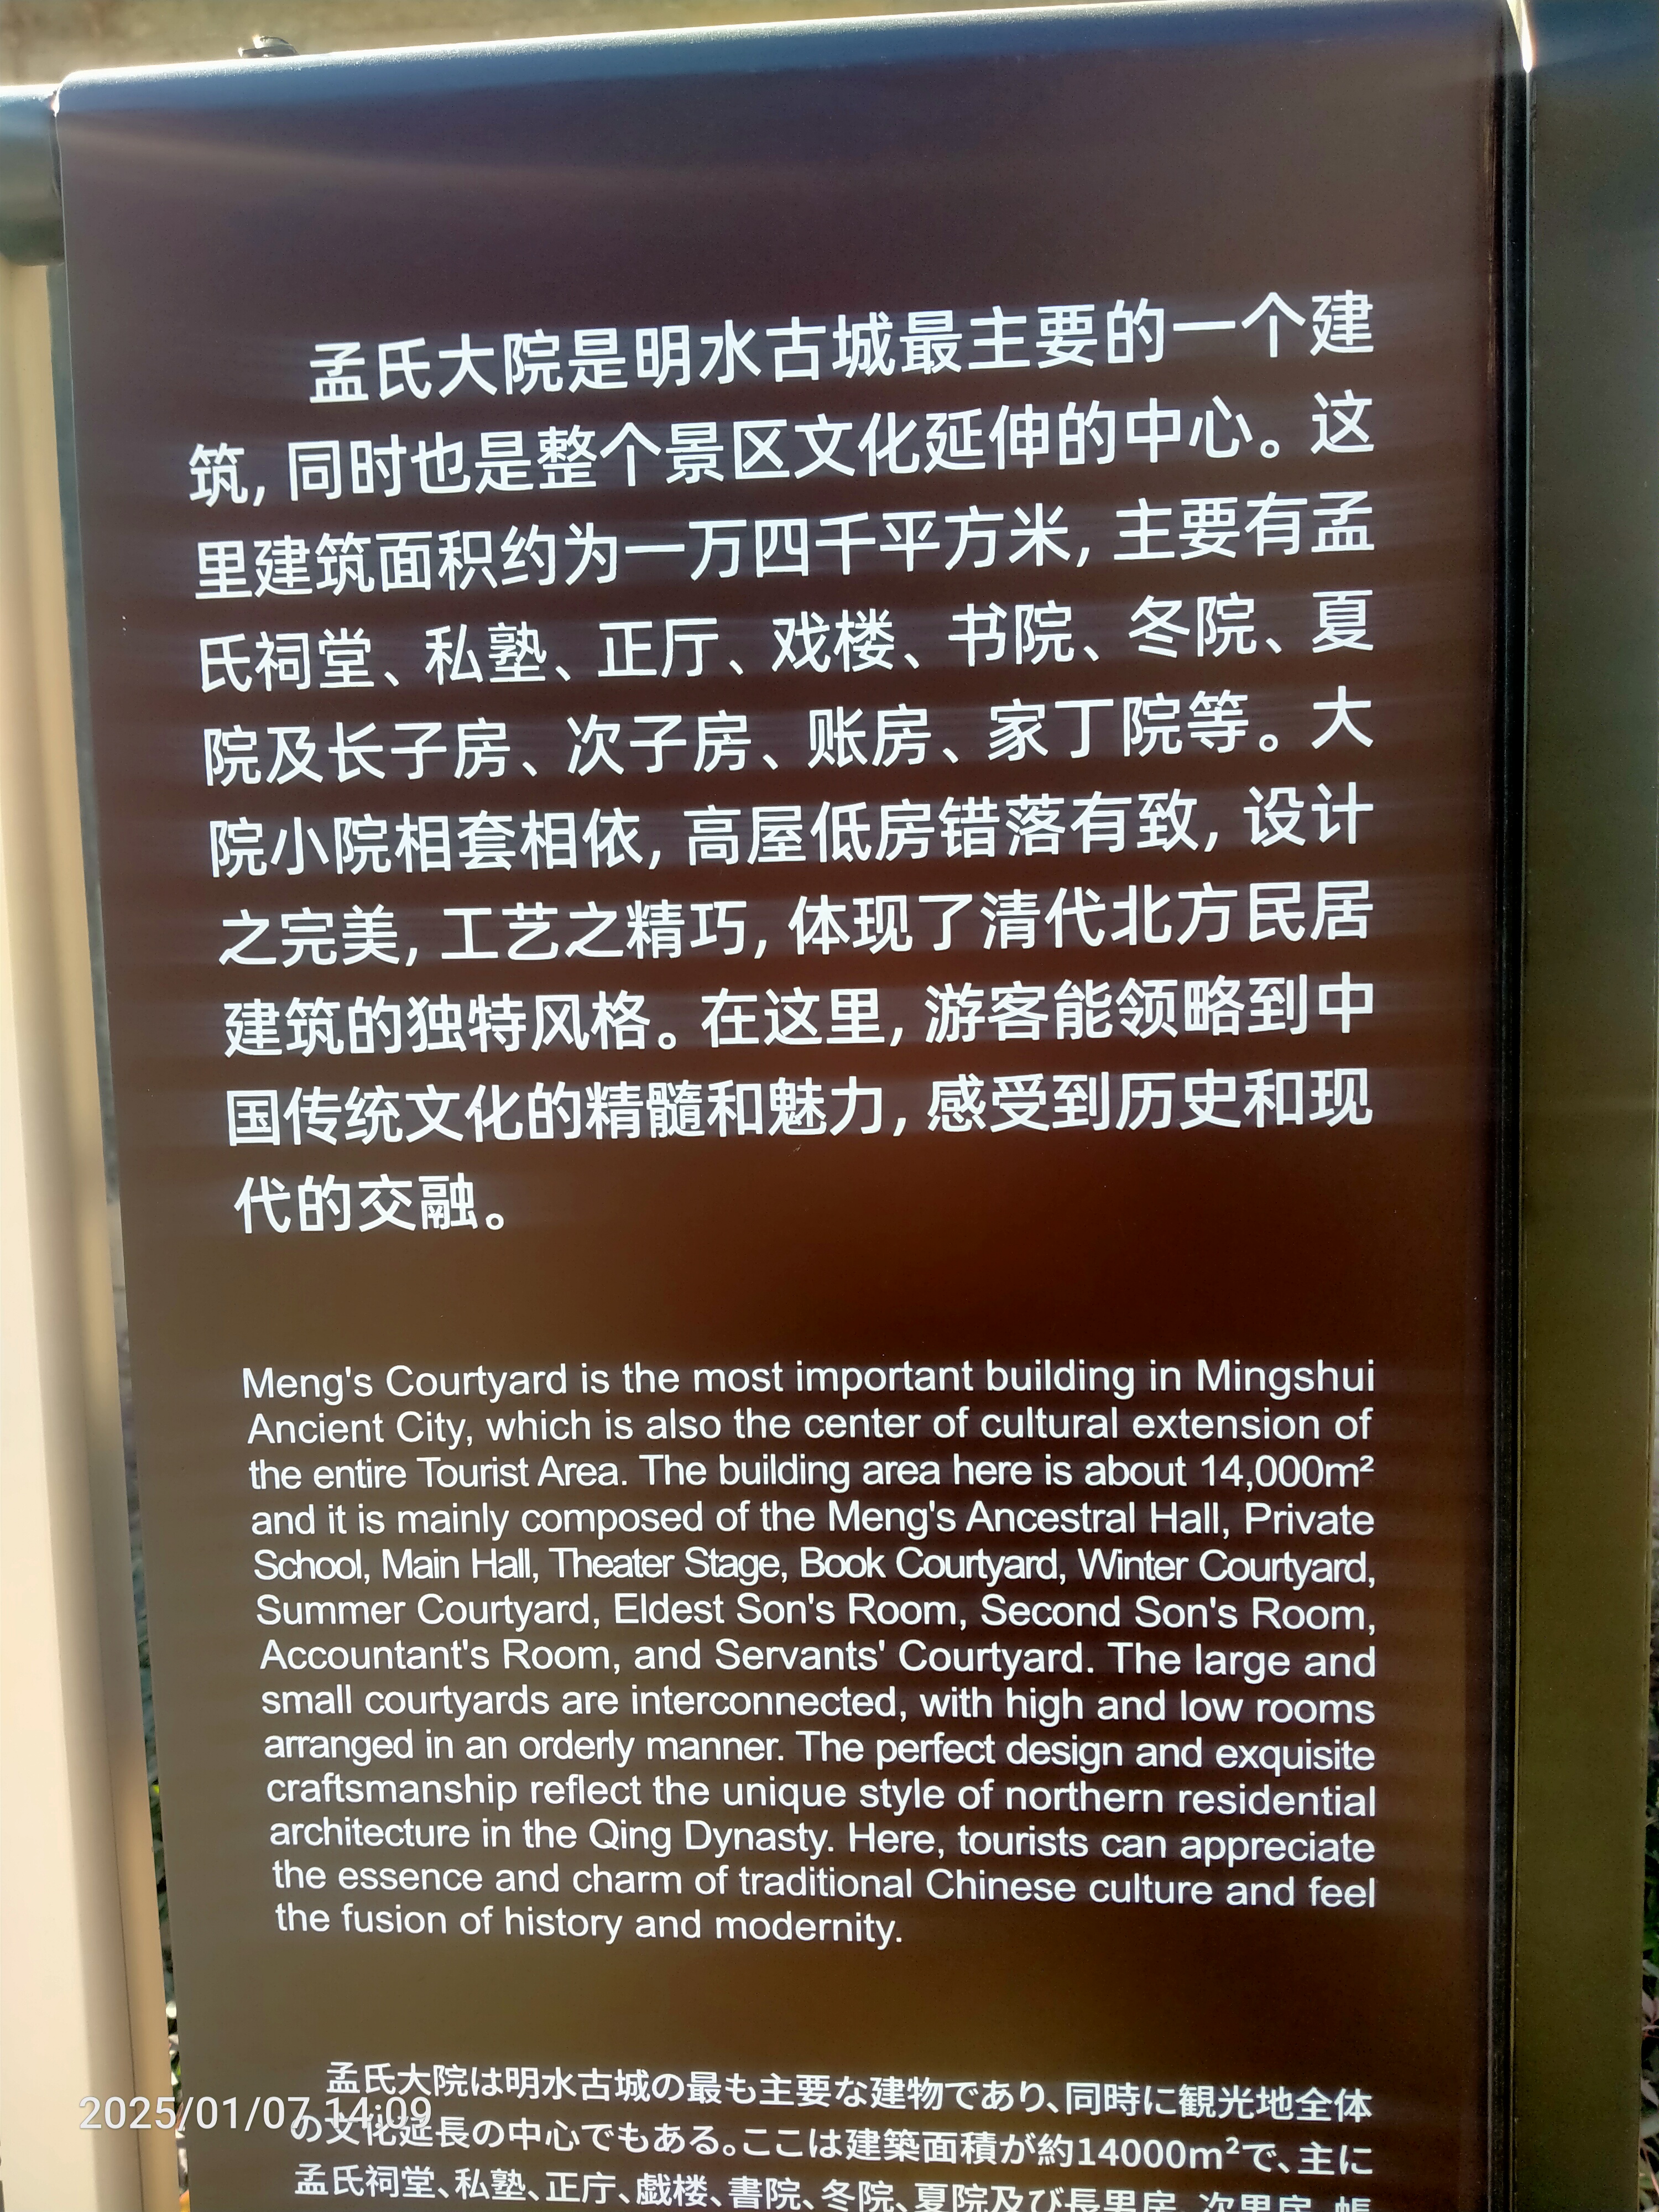 孟氏大院是明水古城最主要的一个建
筑，同时也是整个景区文化延伸的中心。这
里建筑面积约为一万四千平方米，主要有孟
氏祠堂、私塾、正厅、戏楼、书院、冬院、夏
院及长子房、次子房、账房、家丁院等。大
院小院相套相依，高屋低房错落有致，设计
之完美，工艺之精巧，体现了清代北方民居
建筑的独特风格。在这里，游客能领略到中
国传统文化的精髓和魅力，感受到历史和现
代的交融。
Meng's Courtyard is the most important building in Mingshui
Ancient City, which is also the center of cultural extension of
the entire Tourist Area. The building area here is about 14,000m²
and it is mainly composed of the Meng's Ancestral Hall, Private
School, Main Hall, Theater Stage, Book Courtyard, Winter Courtyard,
Summer Courtyard, Eldest Son's Room, Second Son's Room,
Accountant's Room, and Servants' Courtyard. The large and
small courtyards are interconnected, with high and low rooms
arranged in an orderly manner. The perfect design and exquisite
craftsmanship reflect the unique style of northern residential
architecture in the Qing Dynasty. Here, tourists can appreciate
the essence and charm of traditional Chinese culture and feel
the fusion of history and modernity.
孟氏大院は明水古城の最も主要な建物であり、同時に観光地全体
の文化延長の中心でもある。ここは建築面積が約14000m²で、主に
孟氏祠堂、私塾、正庁、戯楼、書院、冬院、夏院及び長男房、次男房、帳
2025/01/07 14:09